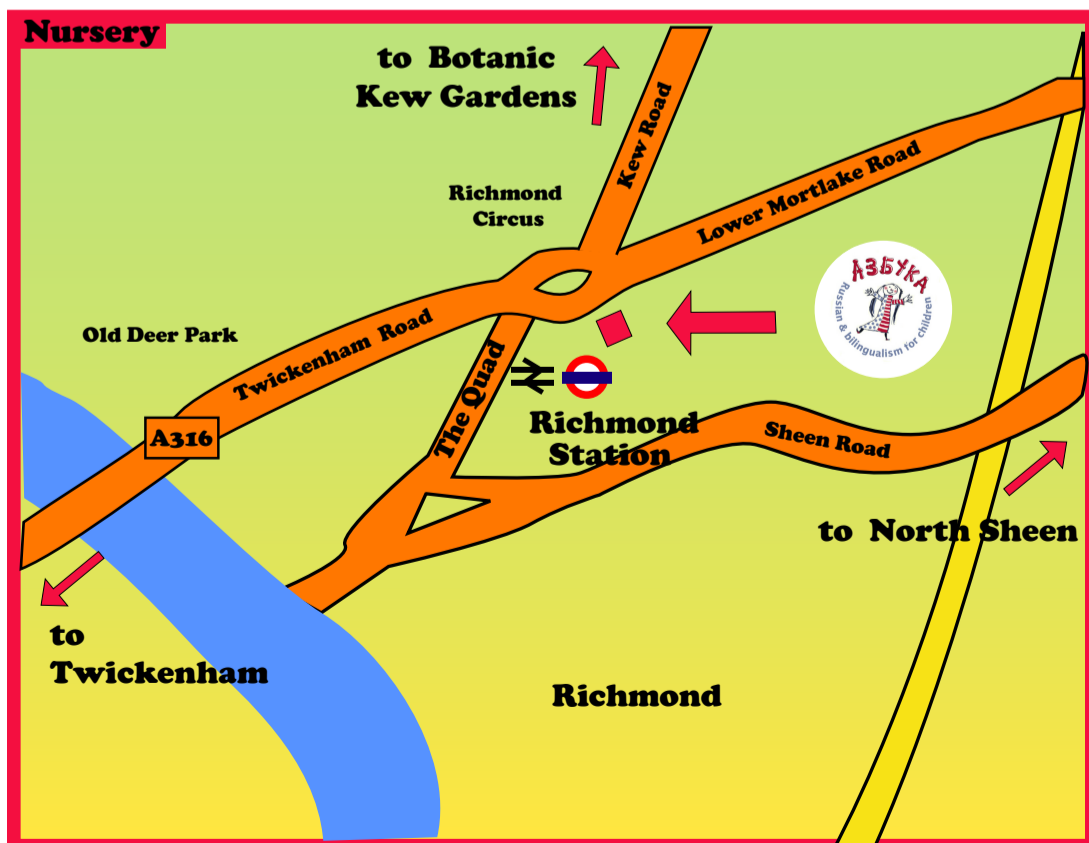 Nursery
to Botanic
Kew Gardens
Kew Road
Richmond
Circus
Lower Mortlake Road
АЗБУКА
Russian & bilingualism for children
Old Deer Park
Twickenham Road
A316
The Quad
Richmond
Station
Sheen Road
to North Sheen
to
Twickenham
Richmond